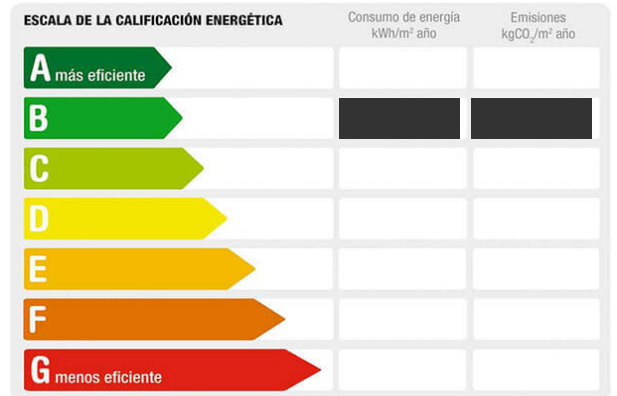 ESCALA DE LA CALIFICACIÓN ENERGÉTICA
Consumo de energía
kWh/m² año
Emisiones
kgCO₂/m² año
A más eficiente
B
C
D
E
F
G menos eficiente